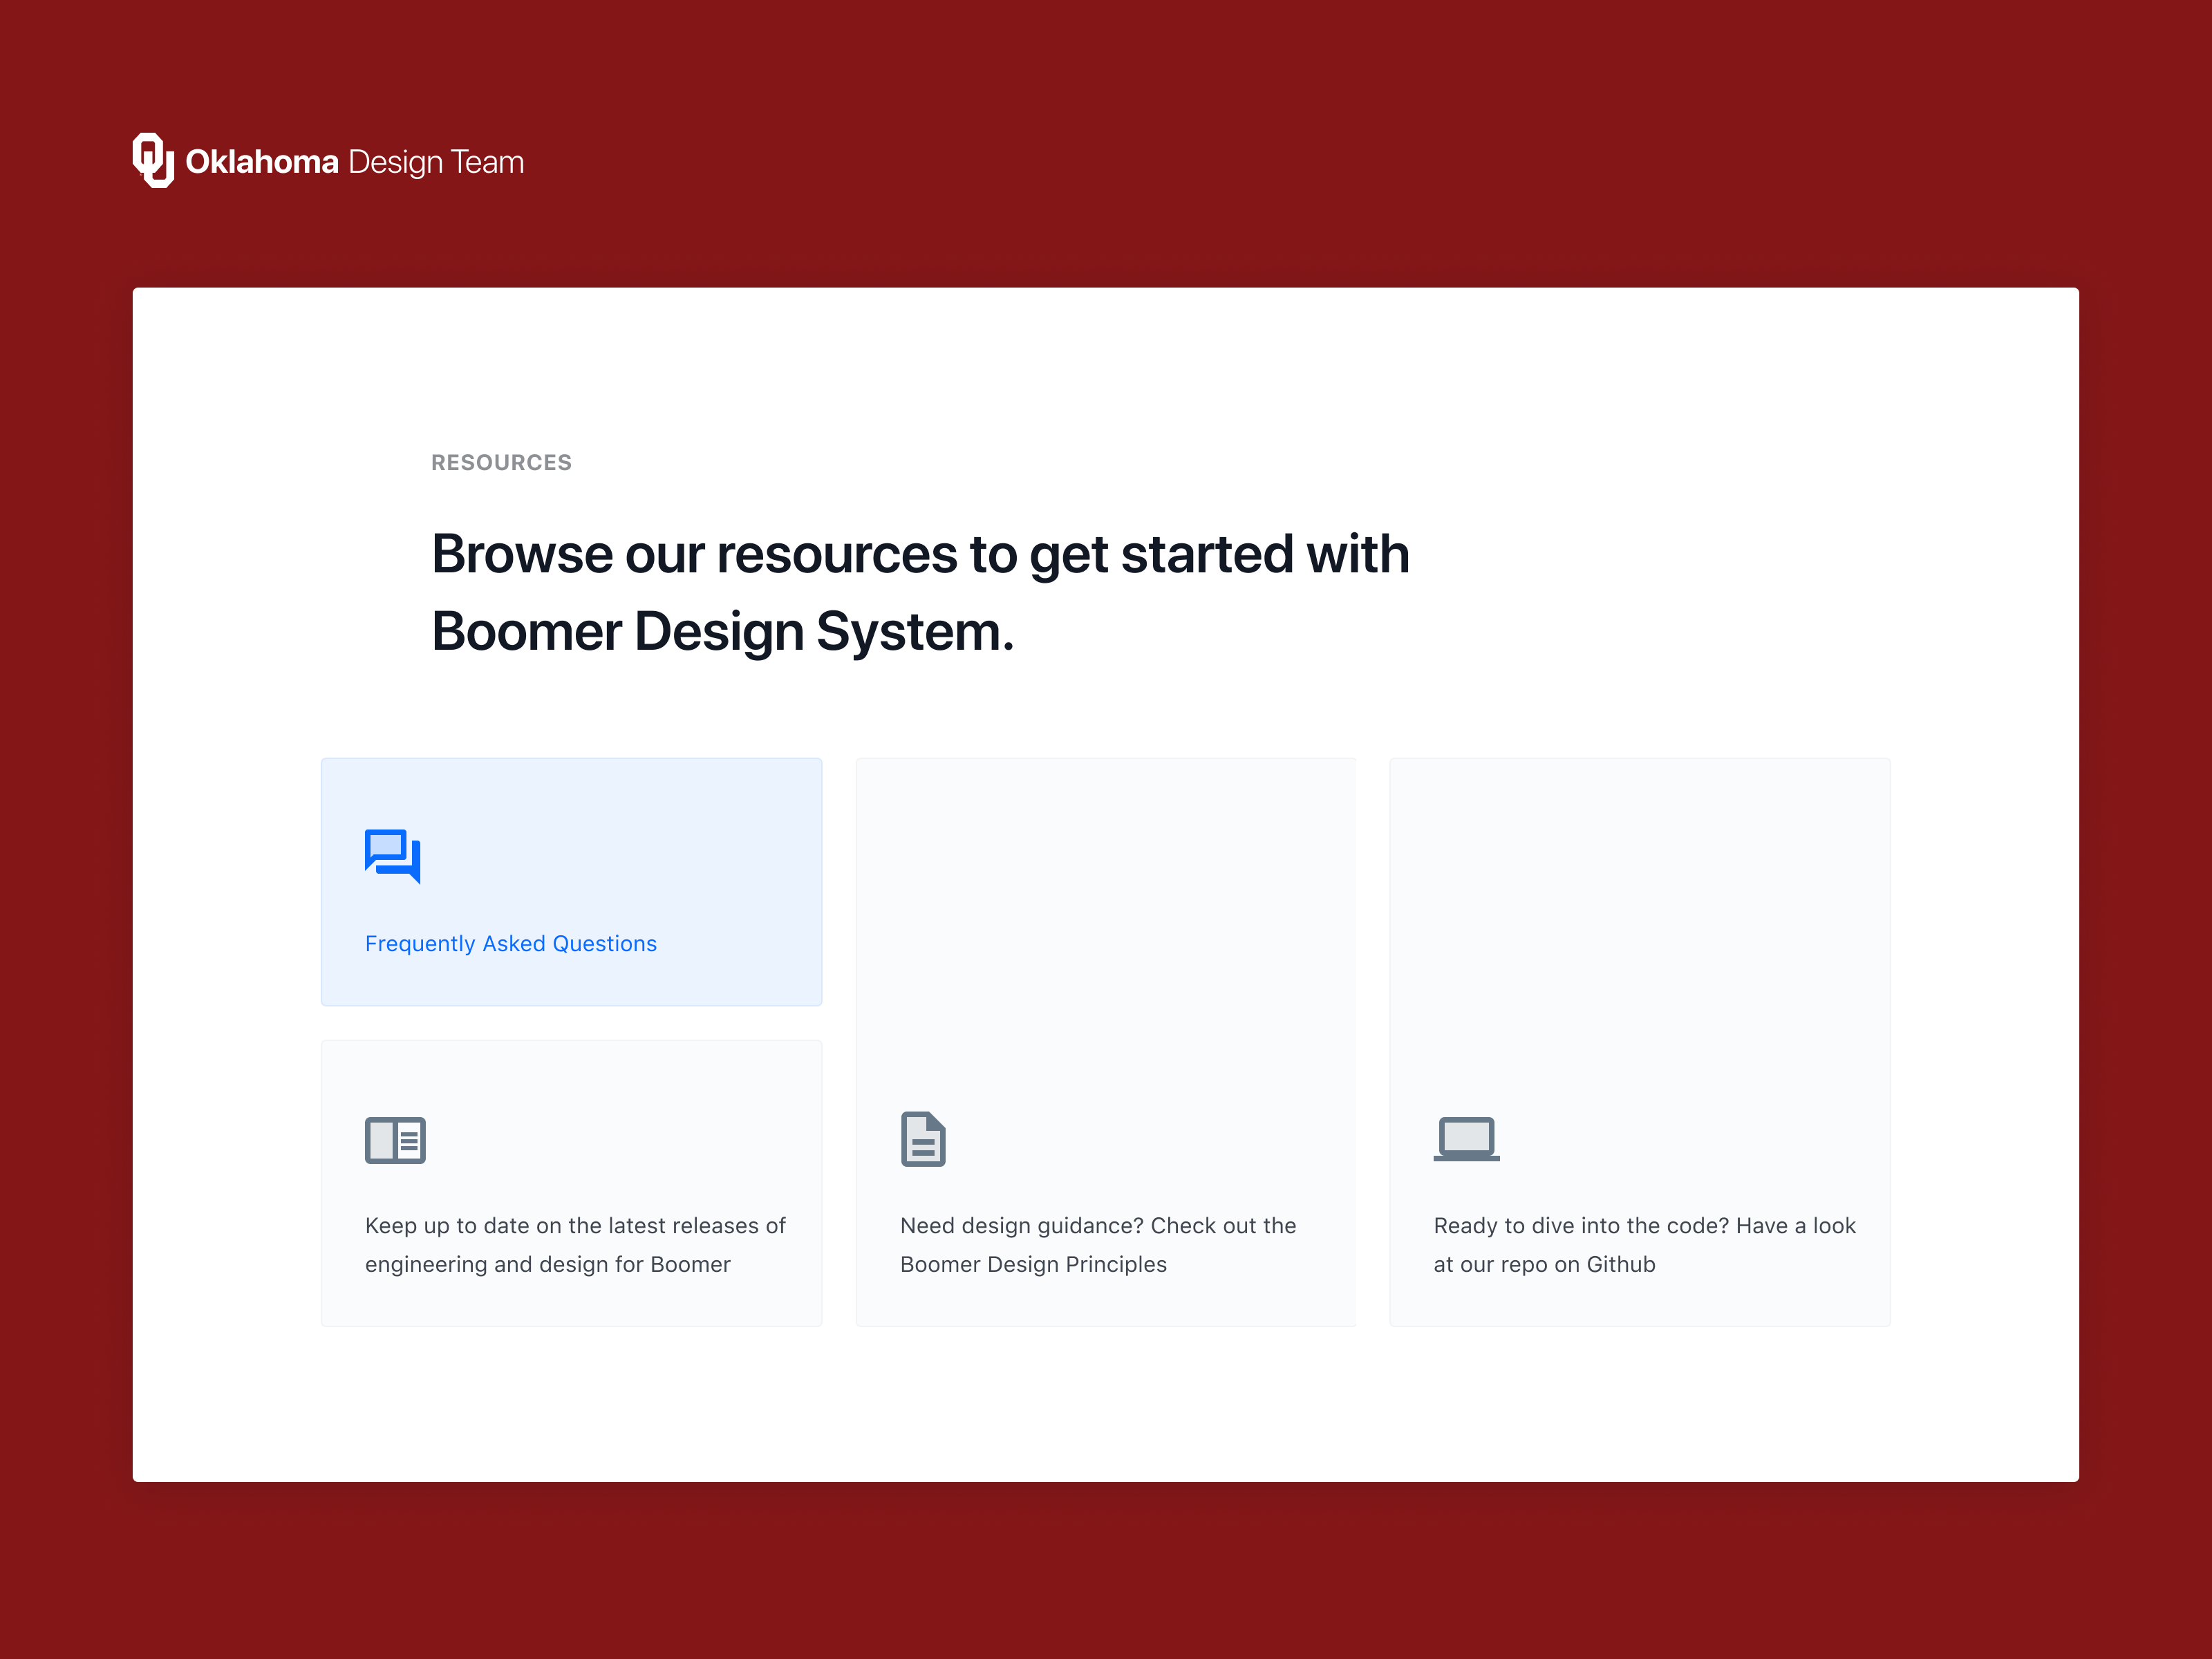 OU Oklahoma Design Team
RESOURCES
Browse our resources to get started with
Boomer Design System.
Frequently Asked Questions
Keep up to date on the latest releases of
engineering and design for Boomer
Need design guidance? Check out the
Boomer Design Principles
Ready to dive into the code? Have a look
at our repo on Github